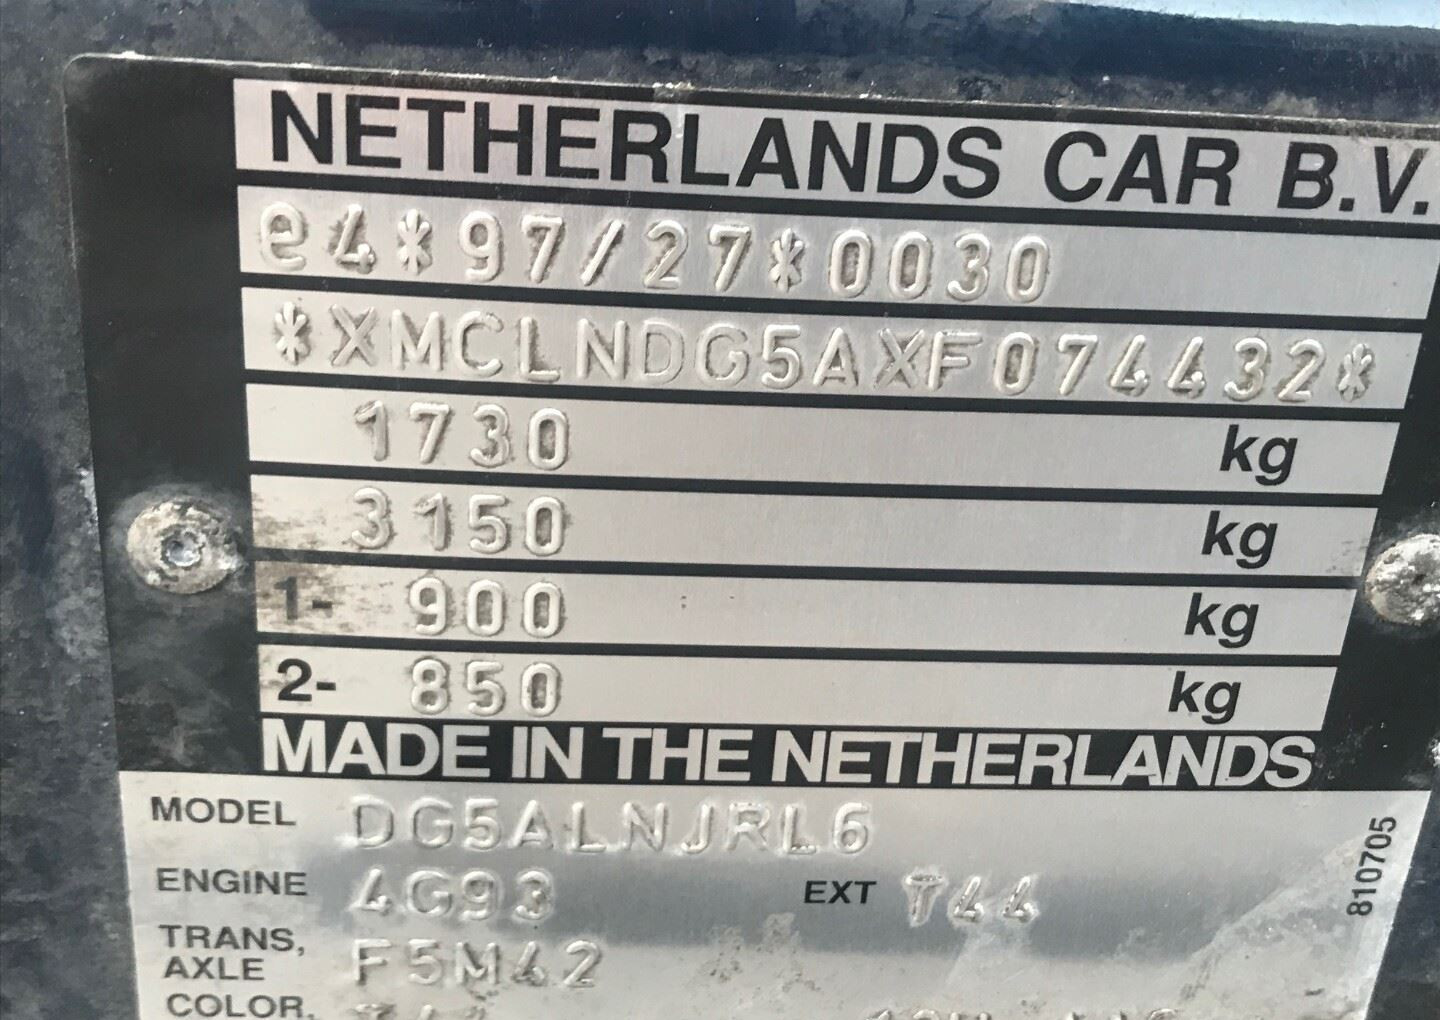 NETHERLANDS CAR B.V.
e4*97/27*0030
*XMCLNDG5AXF074432*
1730 kg
3150 kg
1- 900 kg
2- 850 kg
MADE IN THE NETHERLANDS
MODEL DG5ALNJRL6
ENGINE 4G93 EXT T44
TRANS, AXLE F5M42
COLOR,
810705